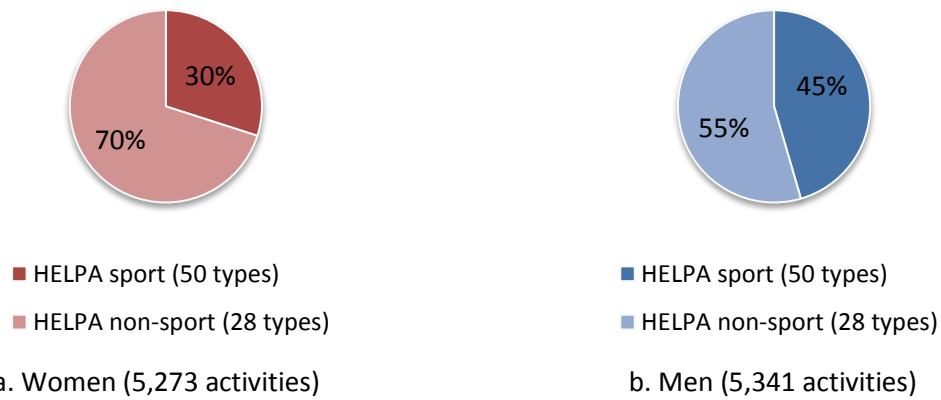 30%
70%
HELPA sport (50 types)
HELPA non-sport (28 types)
a. Women (5,273 activities)
45%
55%
HELPA sport (50 types)
HELPA non-sport (28 types)
b. Men (5,341 activities)